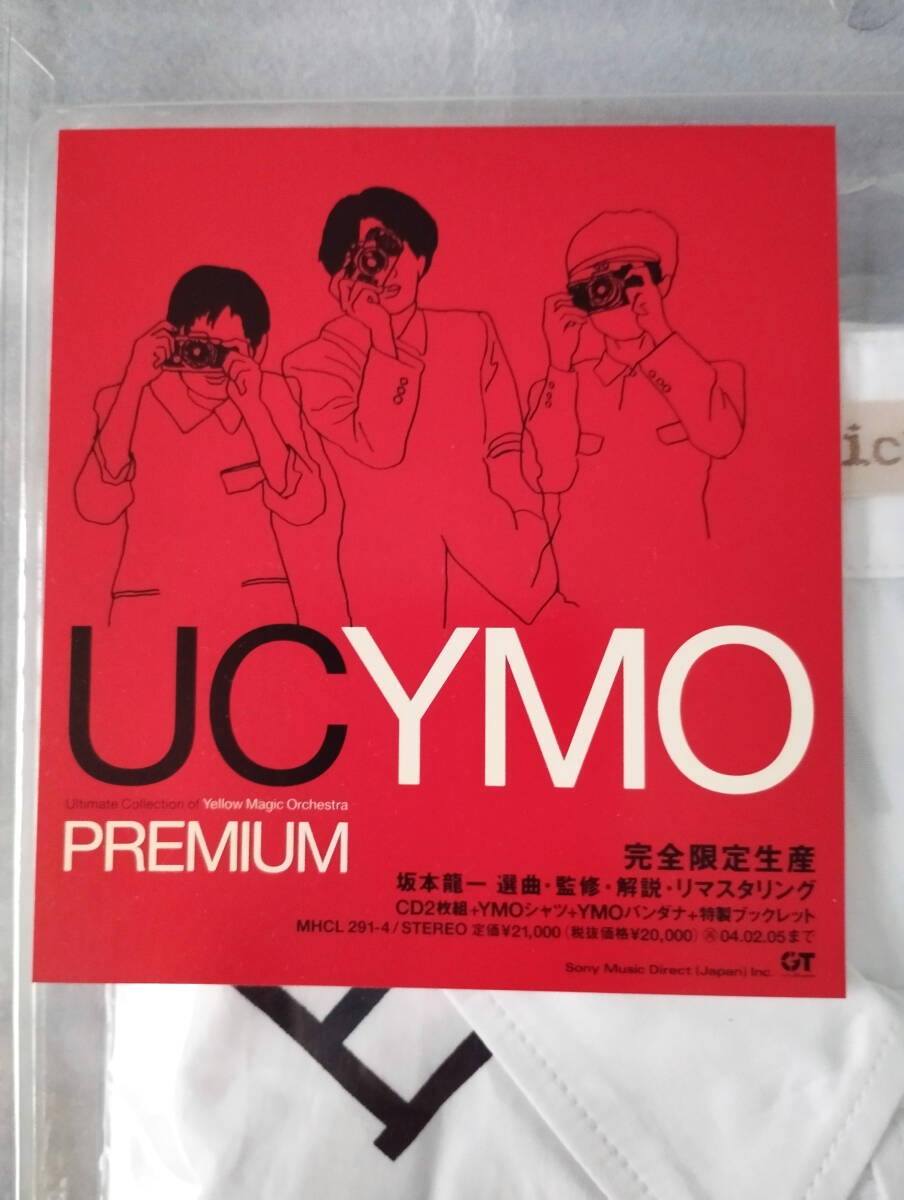 ic
UCYMO
Ultimate Collection of Yellow Magic Orchestra
PREMIUM
完全限定生産
坂本龍一 選曲・監修・解説・リマスタリング
CD2枚組+YMOシャツ+YMOバンダナ+特製ブックレット
MHCL 291-4/STEREO 定価¥21,000(税抜価格¥20,000)Ⓡ04.02.05まで
Sony Music Direct (Japan) Inc. GT